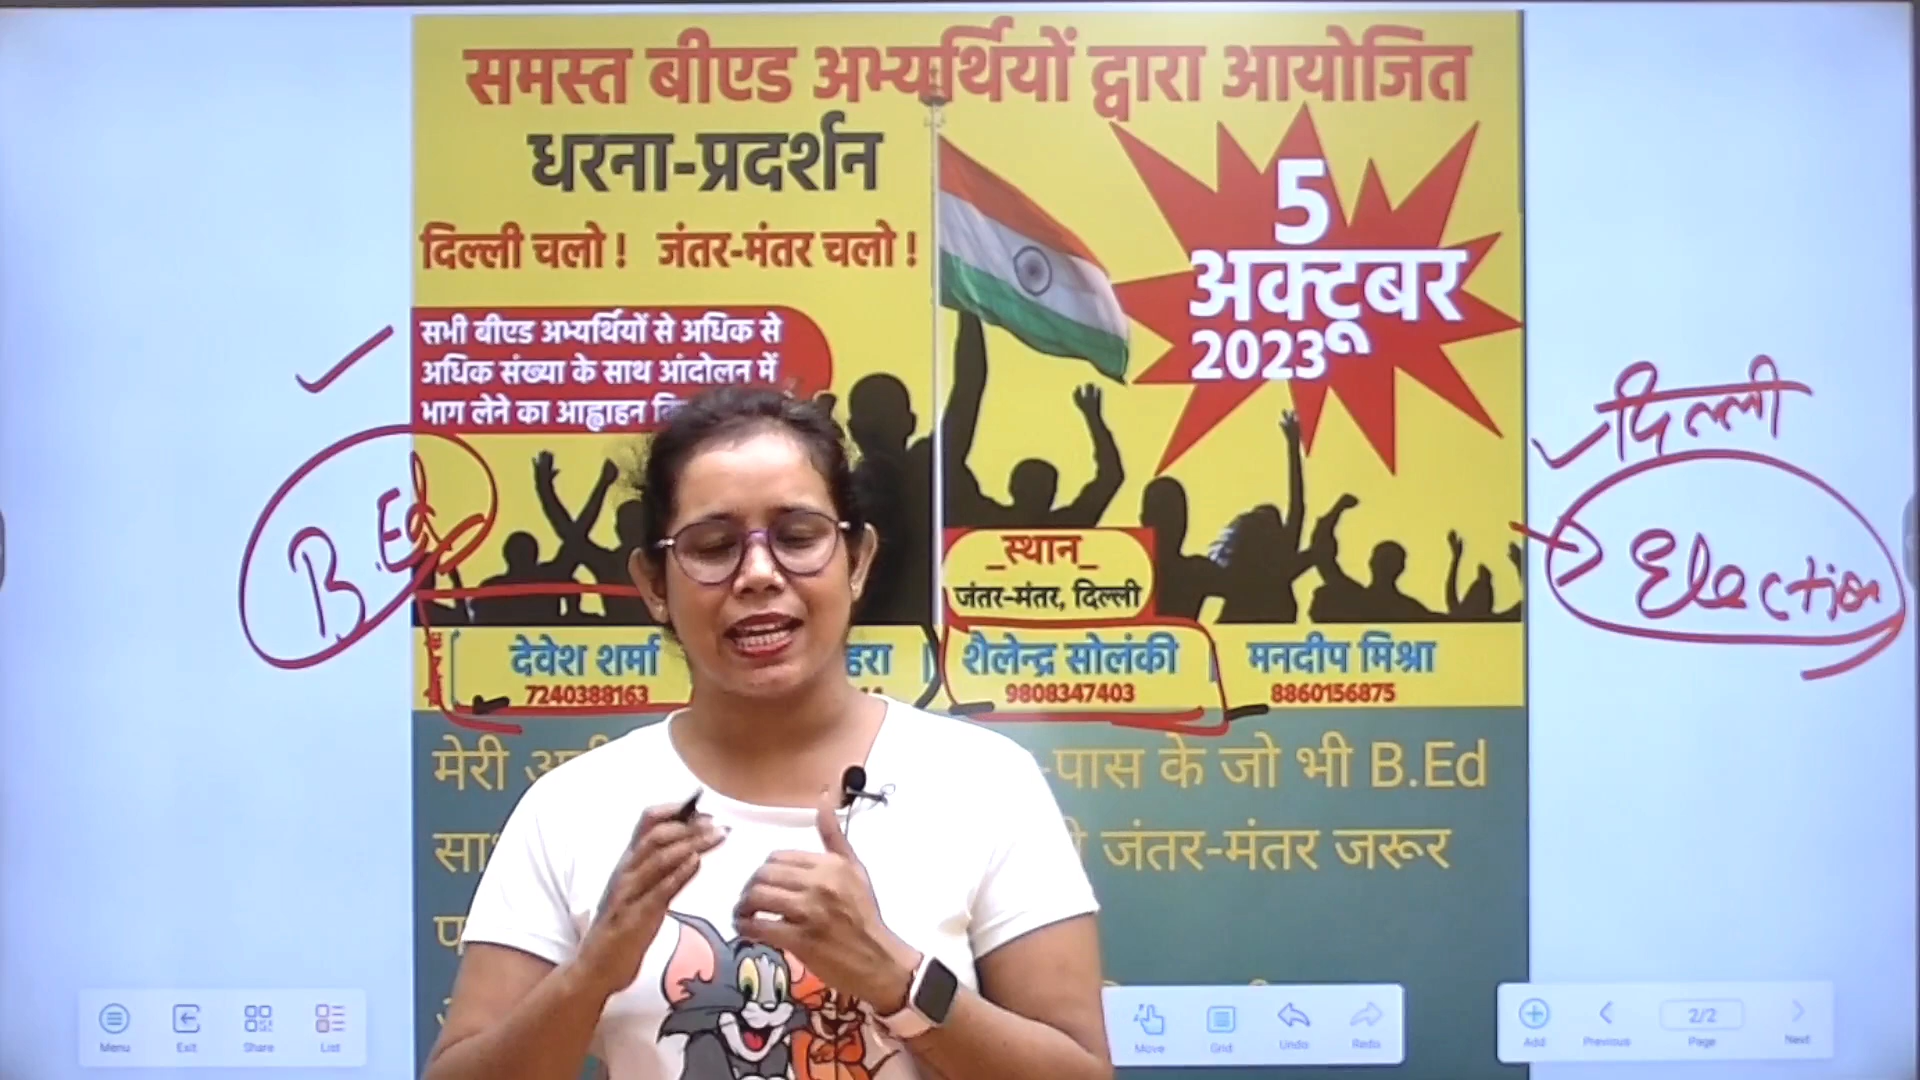 समस्त बीएड अभ्यर्थियों द्वारा आयोजित
धरना-प्रदर्शन
दिल्ली चलो ! जंतर-मंतर चलो !
5
अक्टूबर
2023
सभी बीएड अभ्यर्थियों से अधिक से
अधिक संख्या के साथ आंदोलन में
भाग लेने का आह्वाहन
B.Ed
दिल्ली
Election
_स्थान_
जंतर-मंतर, दिल्ली
देवेश शर्मा
7240388163
हरा
शैलेन्द्र सोलंकी
9808347403
मनदीप मिश्रा
8860156875
मेरी -पास के जो भी B.Ed
जंतर-मंतर जरूर
Menu
Exit
Share
List
Move
Grid
Undo
Redo
Add
Previous
2/2
Page
Next